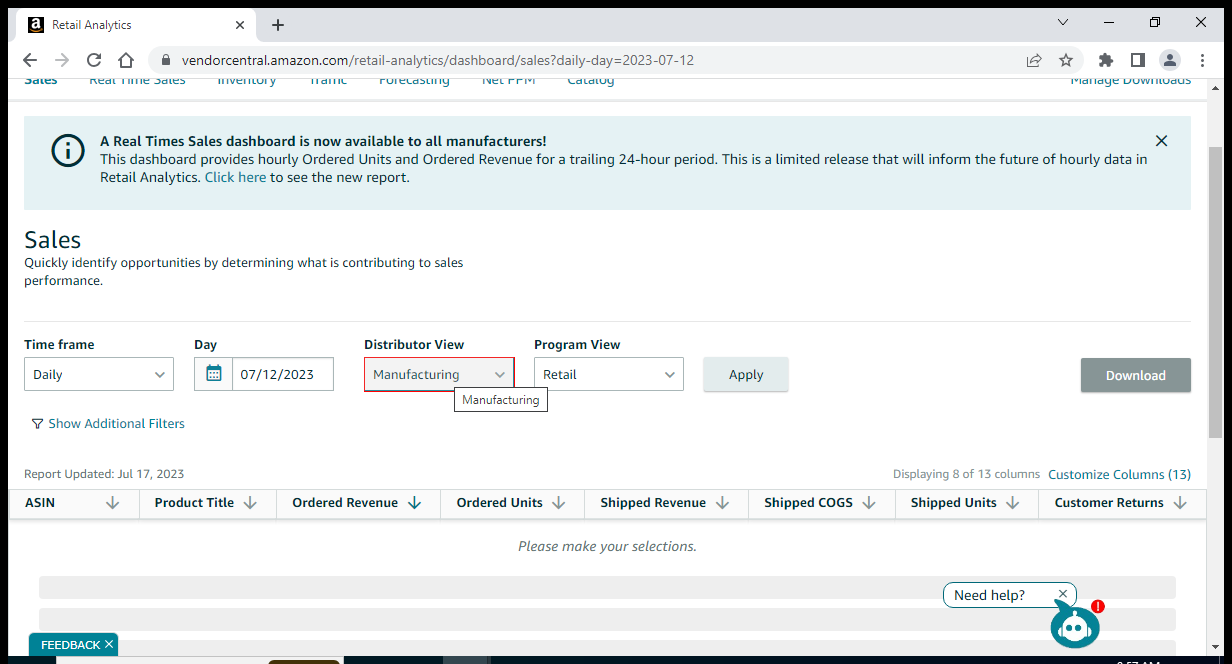 Retail Analytics
vendorcentral.amazon.com/retail-analytics/dashboard/sales?daily-day=2023-07-12
Sales Real Time Sales Inventory Traffic Forecasting Net PPM Catalog Manage Downloads
A Real Times Sales dashboard is now available to all manufacturers!
This dashboard provides hourly Ordered Units and Ordered Revenue for a trailing 24-hour period. This is a limited release that will inform the future of hourly data in
Retail Analytics. Click here to see the new report.
Sales
Quickly identify opportunities by determining what is contributing to sales
performance.
Time frame Day Distributor View Program View
Daily 07/12/2023 Manufacturing Retail Apply Download
Manufacturing
Show Additional Filters
Report Updated: Jul 17, 2023 Displaying 8 of 13 columns Customize Columns (13)
ASIN Product Title Ordered Revenue Ordered Units Shipped Revenue Shipped COGS Shipped Units Customer Returns
Please make your selections.
Need help?
FEEDBACK